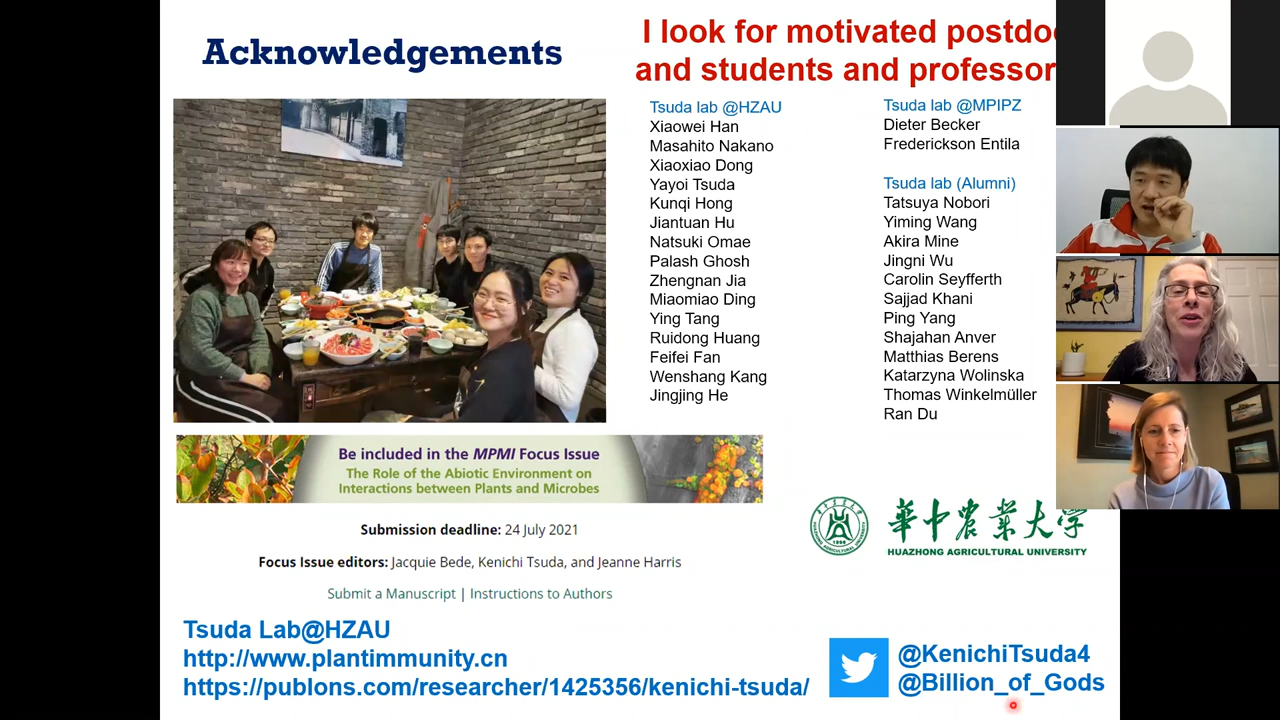 Acknowledgements
I look for motivated postdoc
and students and professor
Tsuda lab @HZAU
Xiaowei Han
Masahito Nakano
Xiaoxiao Dong
Yayoi Tsuda
Kunqi Hong
Jiantuan Hu
Natsuki Omae
Palash Ghosh
Zhengnan Jia
Miaomiao Ding
Ying Tang
Ruidong Huang
Feifei Fan
Wenshang Kang
Jingjing He
Tsuda lab @MPIPZ
Dieter Becker
Frederickson Entila
Tsuda lab (Alumni)
Tatsuya Nobori
Yiming Wang
Akira Mine
Jingni Wu
Carolin Seyfferth
Sajjad Khani
Ping Yang
Shajahan Anver
Matthias Berens
Katarzyna Wolinska
Thomas Winkelmüller
Ran Du
Be included in the MPMI Focus Issue
The Role of the Abiotic Environment on
Interactions between Plants and Microbes
Submission deadline: 24 July 2021
Focus Issue editors: Jacquie Bede, Kenichi Tsuda, and Jeanne Harris
Submit a Manuscript | Instructions to Authors
华中农业大学
HUAZHONG AGRICULTURAL UNIVERSITY
Tsuda Lab@HZAU
http://www.plantimmunity.cn
https://publons.com/researcher/1425356/kenichi-tsuda/
@KenichiTsuda4
@Billion_of_Gods